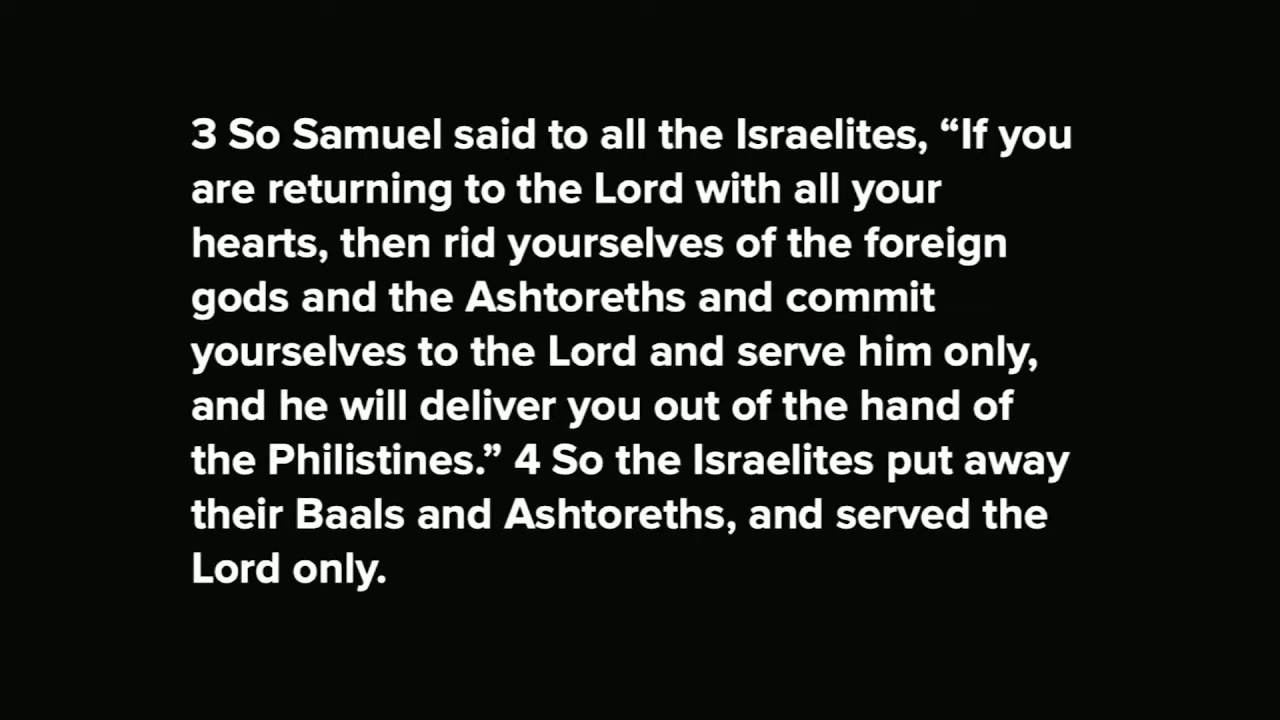 3 So Samuel said to all the Israelites, “If you
are returning to the Lord with all your
hearts, then rid yourselves of the foreign
gods and the Ashtoreths and commit
yourselves to the Lord and serve him only,
and he will deliver you out of the hand of
the Philistines.” 4 So the Israelites put away
their Baals and Ashtoreths, and served the
Lord only.